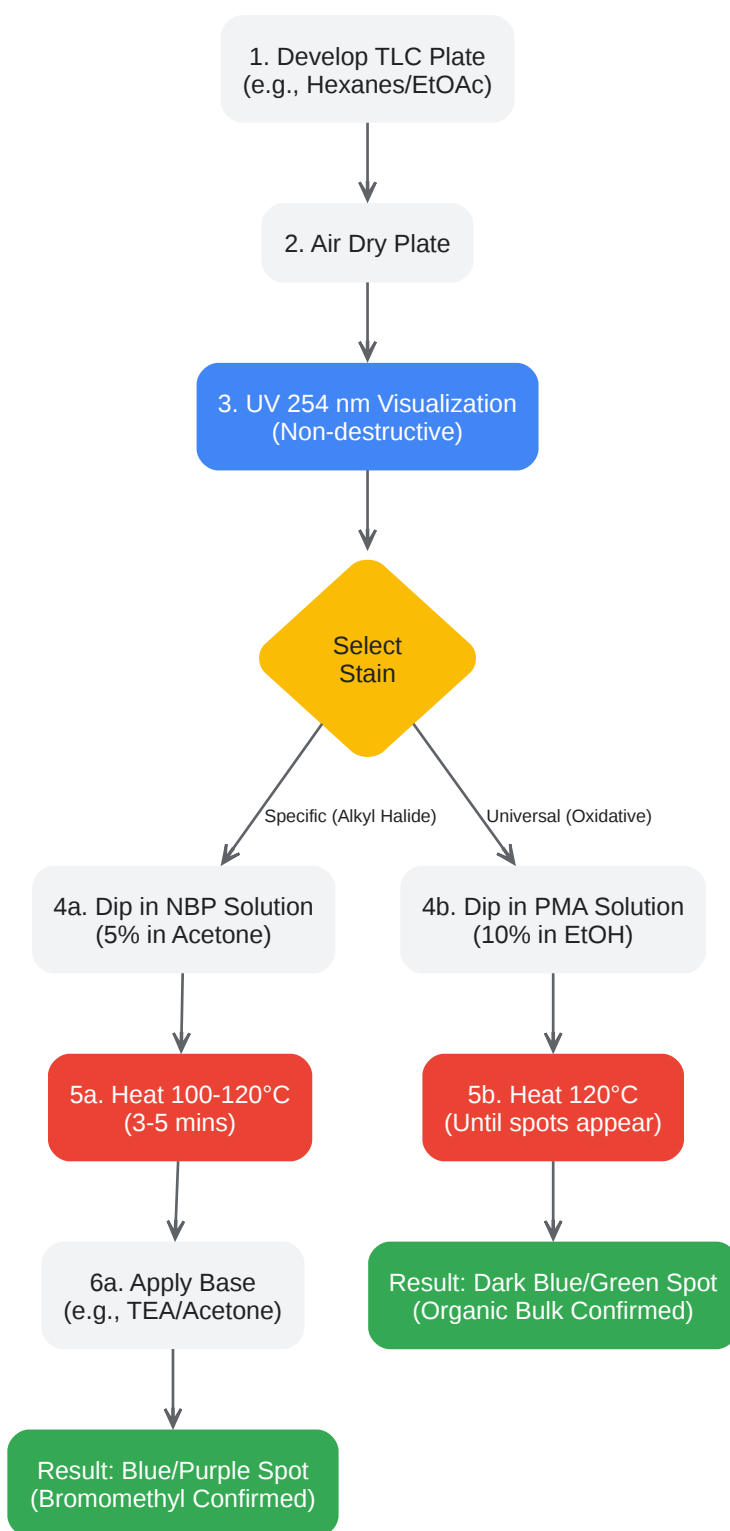 1. Develop TLC Plate
(e.g., Hexanes/EtOAc)
2. Air Dry Plate
3. UV 254 nm Visualization
(Non-destructive)
Select
Stain
Specific (Alkyl Halide)
Universal (Oxidative)
4a. Dip in NBP Solution
(5% in Acetone)
4b. Dip in PMA Solution
(10% in EtOH)
5a. Heat 100-120°C
(3-5 mins)
5b. Heat 120°C
(Until spots appear)
6a. Apply Base
(e.g., TEA/Acetone)
Result: Dark Blue/Green Spot
(Organic Bulk Confirmed)
Result: Blue/Purple Spot
(Bromomethyl Confirmed)